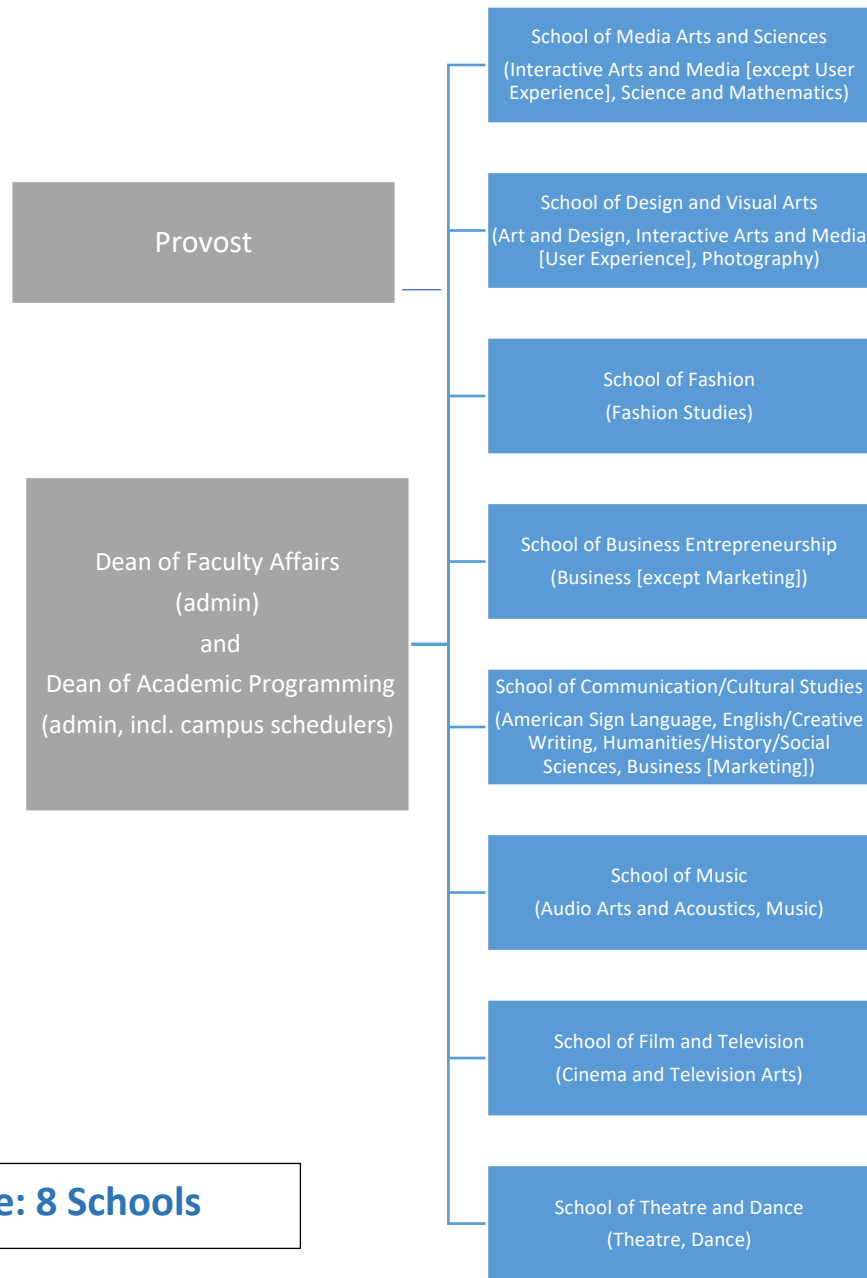 School of Media Arts and Sciences
(Interactive Arts and Media [except User
Experience], Science and Mathematics)
Provost
School of Design and Visual Arts
(Art and Design, Interactive Arts and Media
[User Experience], Photography)
School of Fashion
(Fashion Studies)
Dean of Faculty Affairs
(admin)
and
Dean of Academic Programming
(admin, incl. campus schedulers)
School of Business Entrepreneurship
(Business [except Marketing])
School of Communication/Cultural Studies
(American Sign Language, English/Creative
Writing, Humanities/History/Social
Sciences, Business [Marketing])
School of Music
(Audio Arts and Acoustics, Music)
School of Film and Television
(Cinema and Television Arts)
e: 8 Schools
School of Theatre and Dance
(Theatre, Dance)